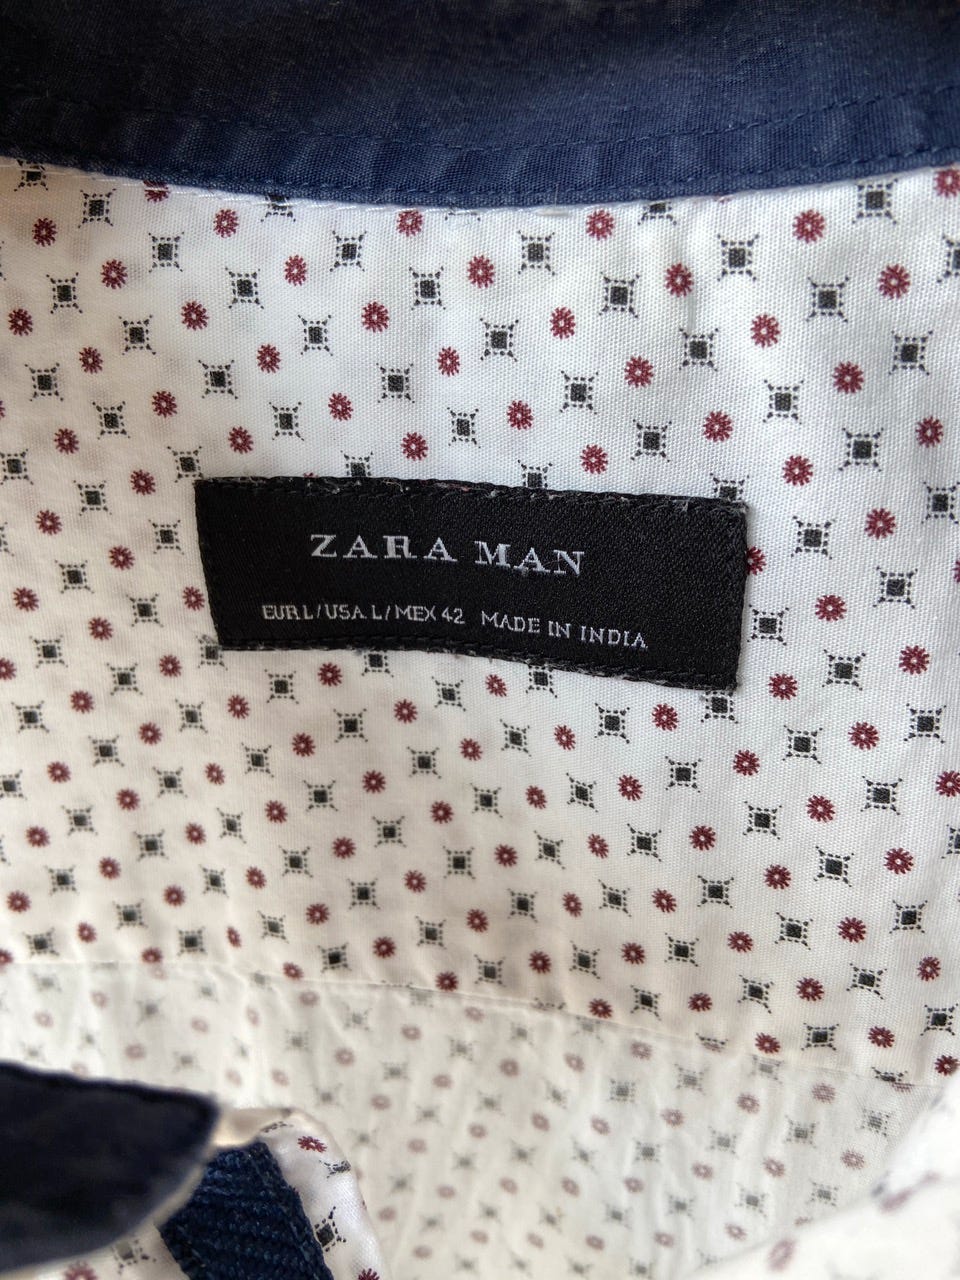 ZARA MAN
EUR L / USA L / MEX 42 MADE IN INDIA